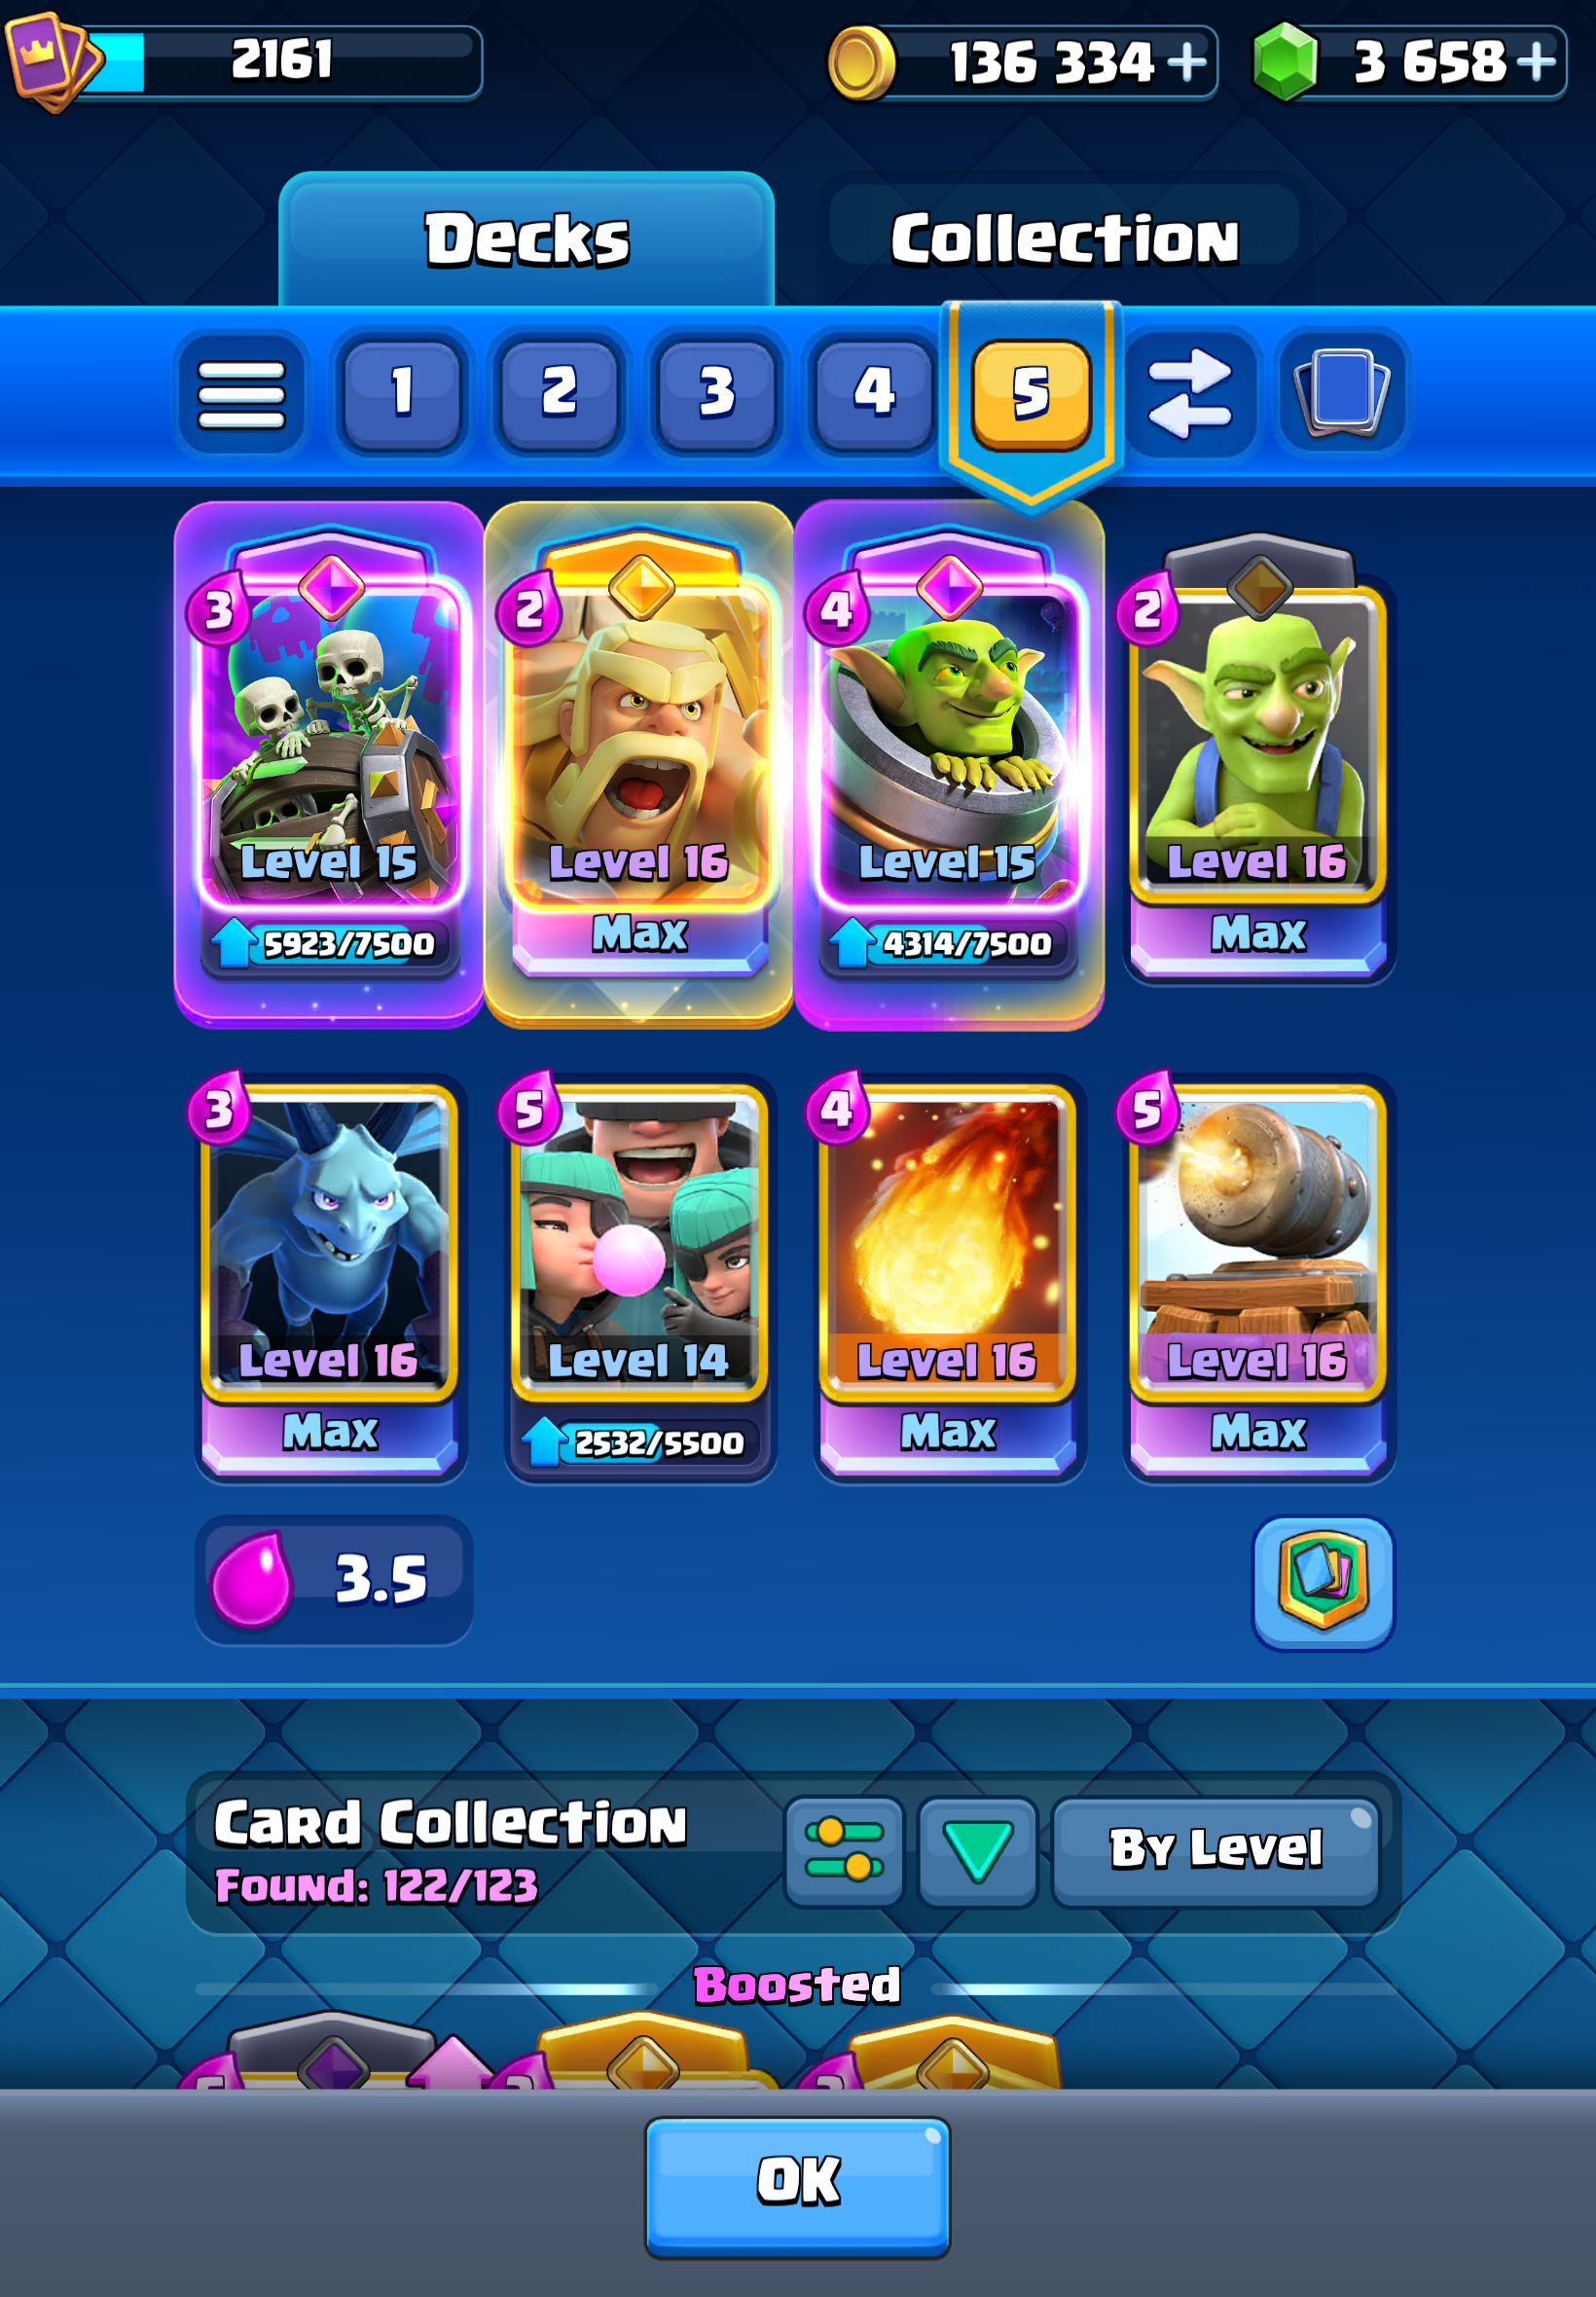 2161
136 334
3 658
Decks
Collection
1
2
3
4
5
3
2
4
2
Level 15
Level 16
Level 15
Level 16
5923/7500
Max
4314/7500
Max
3
5
4
5
Level 16
Level 14
Level 16
Level 16
Max
2532/5500
Max
Max
3.5
Card Collection
Found: 122/123
By Level
Boosted
OK